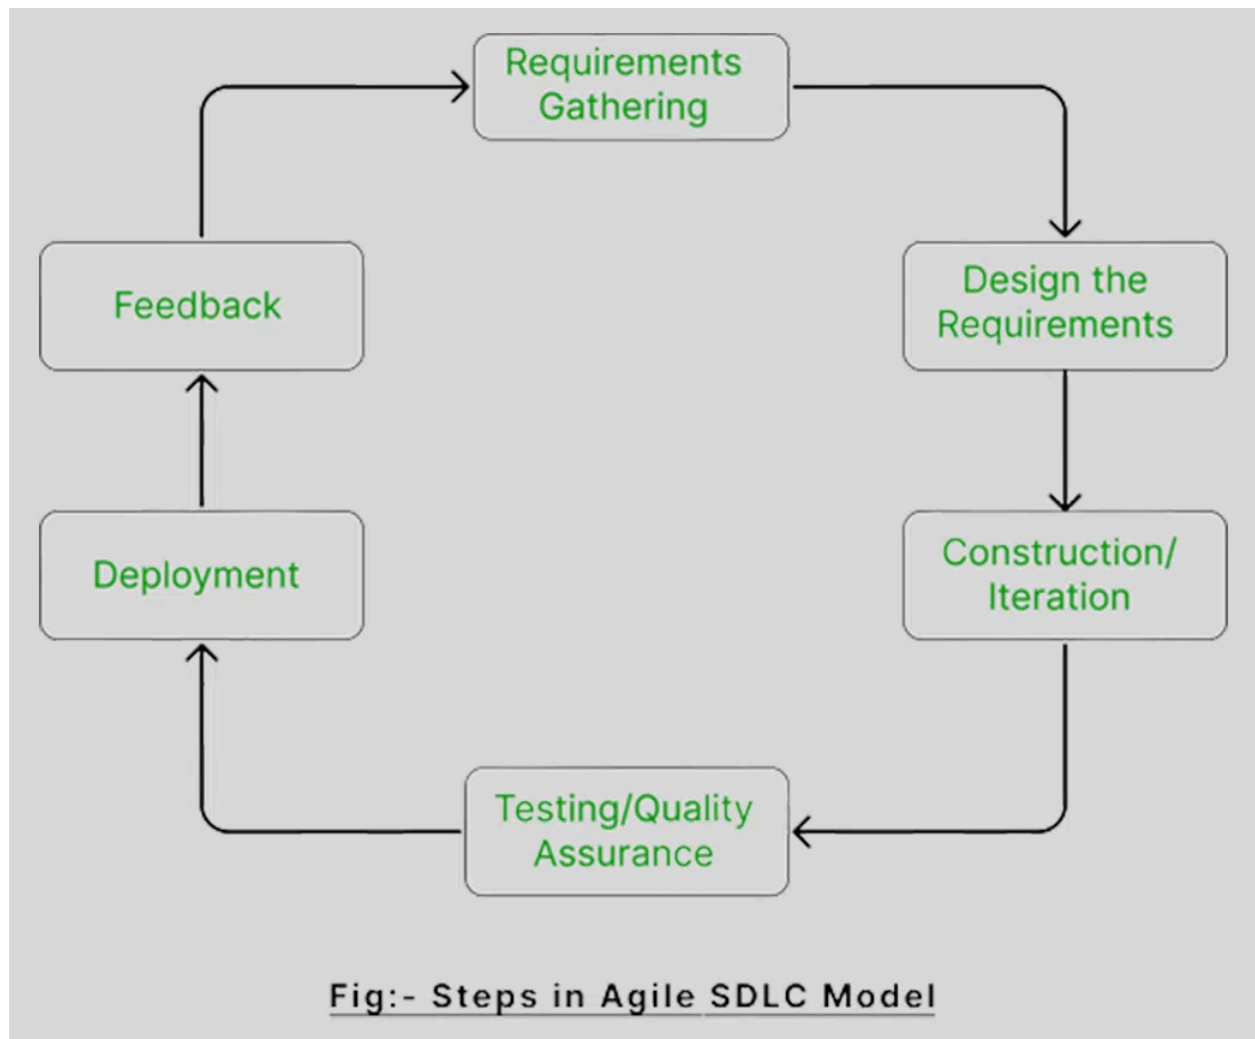 Requirements
Gathering
Design the
Requirements
Construction/
Iteration
Testing/Quality
Assurance
Deployment
Feedback
Fig:- Steps in Agile SDLC Model